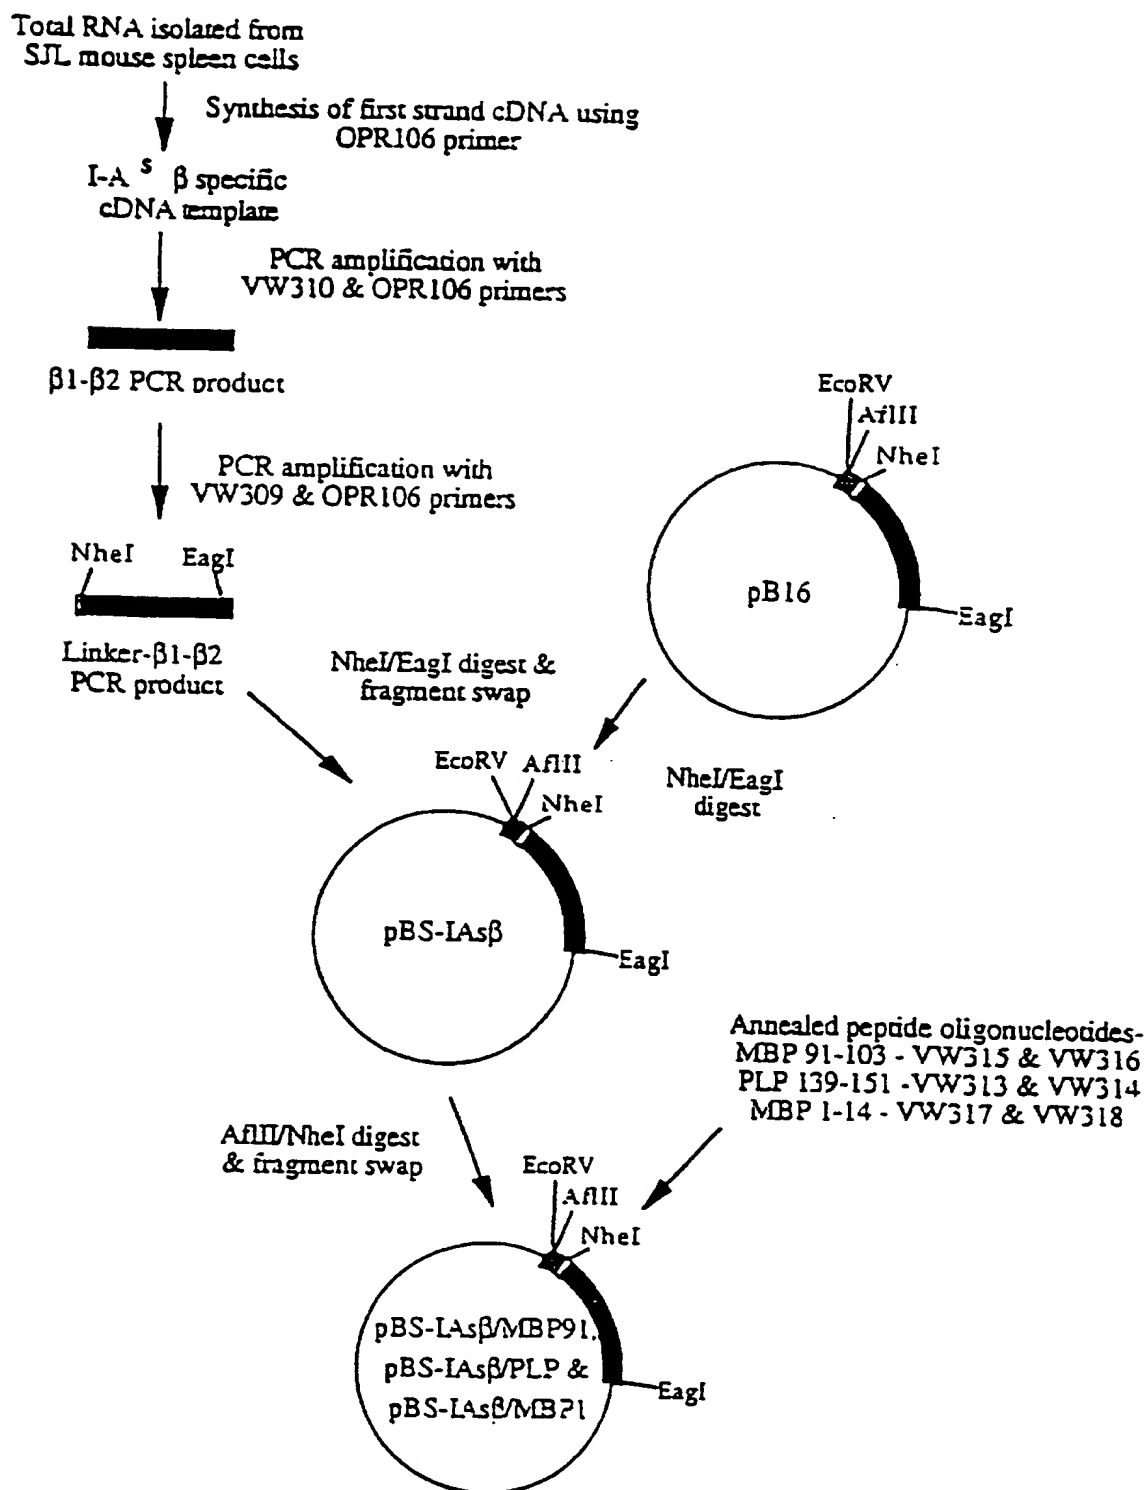 Total RNA isolated from
SJL mouse spleen cells
Synthesis of first strand cDNA using
OPR106 primer
I-A s β specific
cDNA template
PCR amplification with
VW310 & OPR106 primers
β1-β2 PCR product
PCR amplification with
VW309 & OPR106 primers
NheI EagI
Linker-β1-β2
PCR product
EcoRV
AflII
NheI
pB16
EagI
NheI/EagI digest &
fragment swap
NheI/EagI
digest
EcoRV AflII
NheI
pBS-IAsβ
EagI
Annealed peptide oligonucleotides-
MBP 91-103 - VW315 & VW316
PLP 139-151 -VW313 & VW314
MBP 1-14 - VW317 & VW318
AflII/NheI digest
& fragment swap
EcoRV
AflII
NheI
pBS-IAsβ/MBP91,
pBS-IAsβ/PLP &
pBS-IAsβ/MBP1
EagI